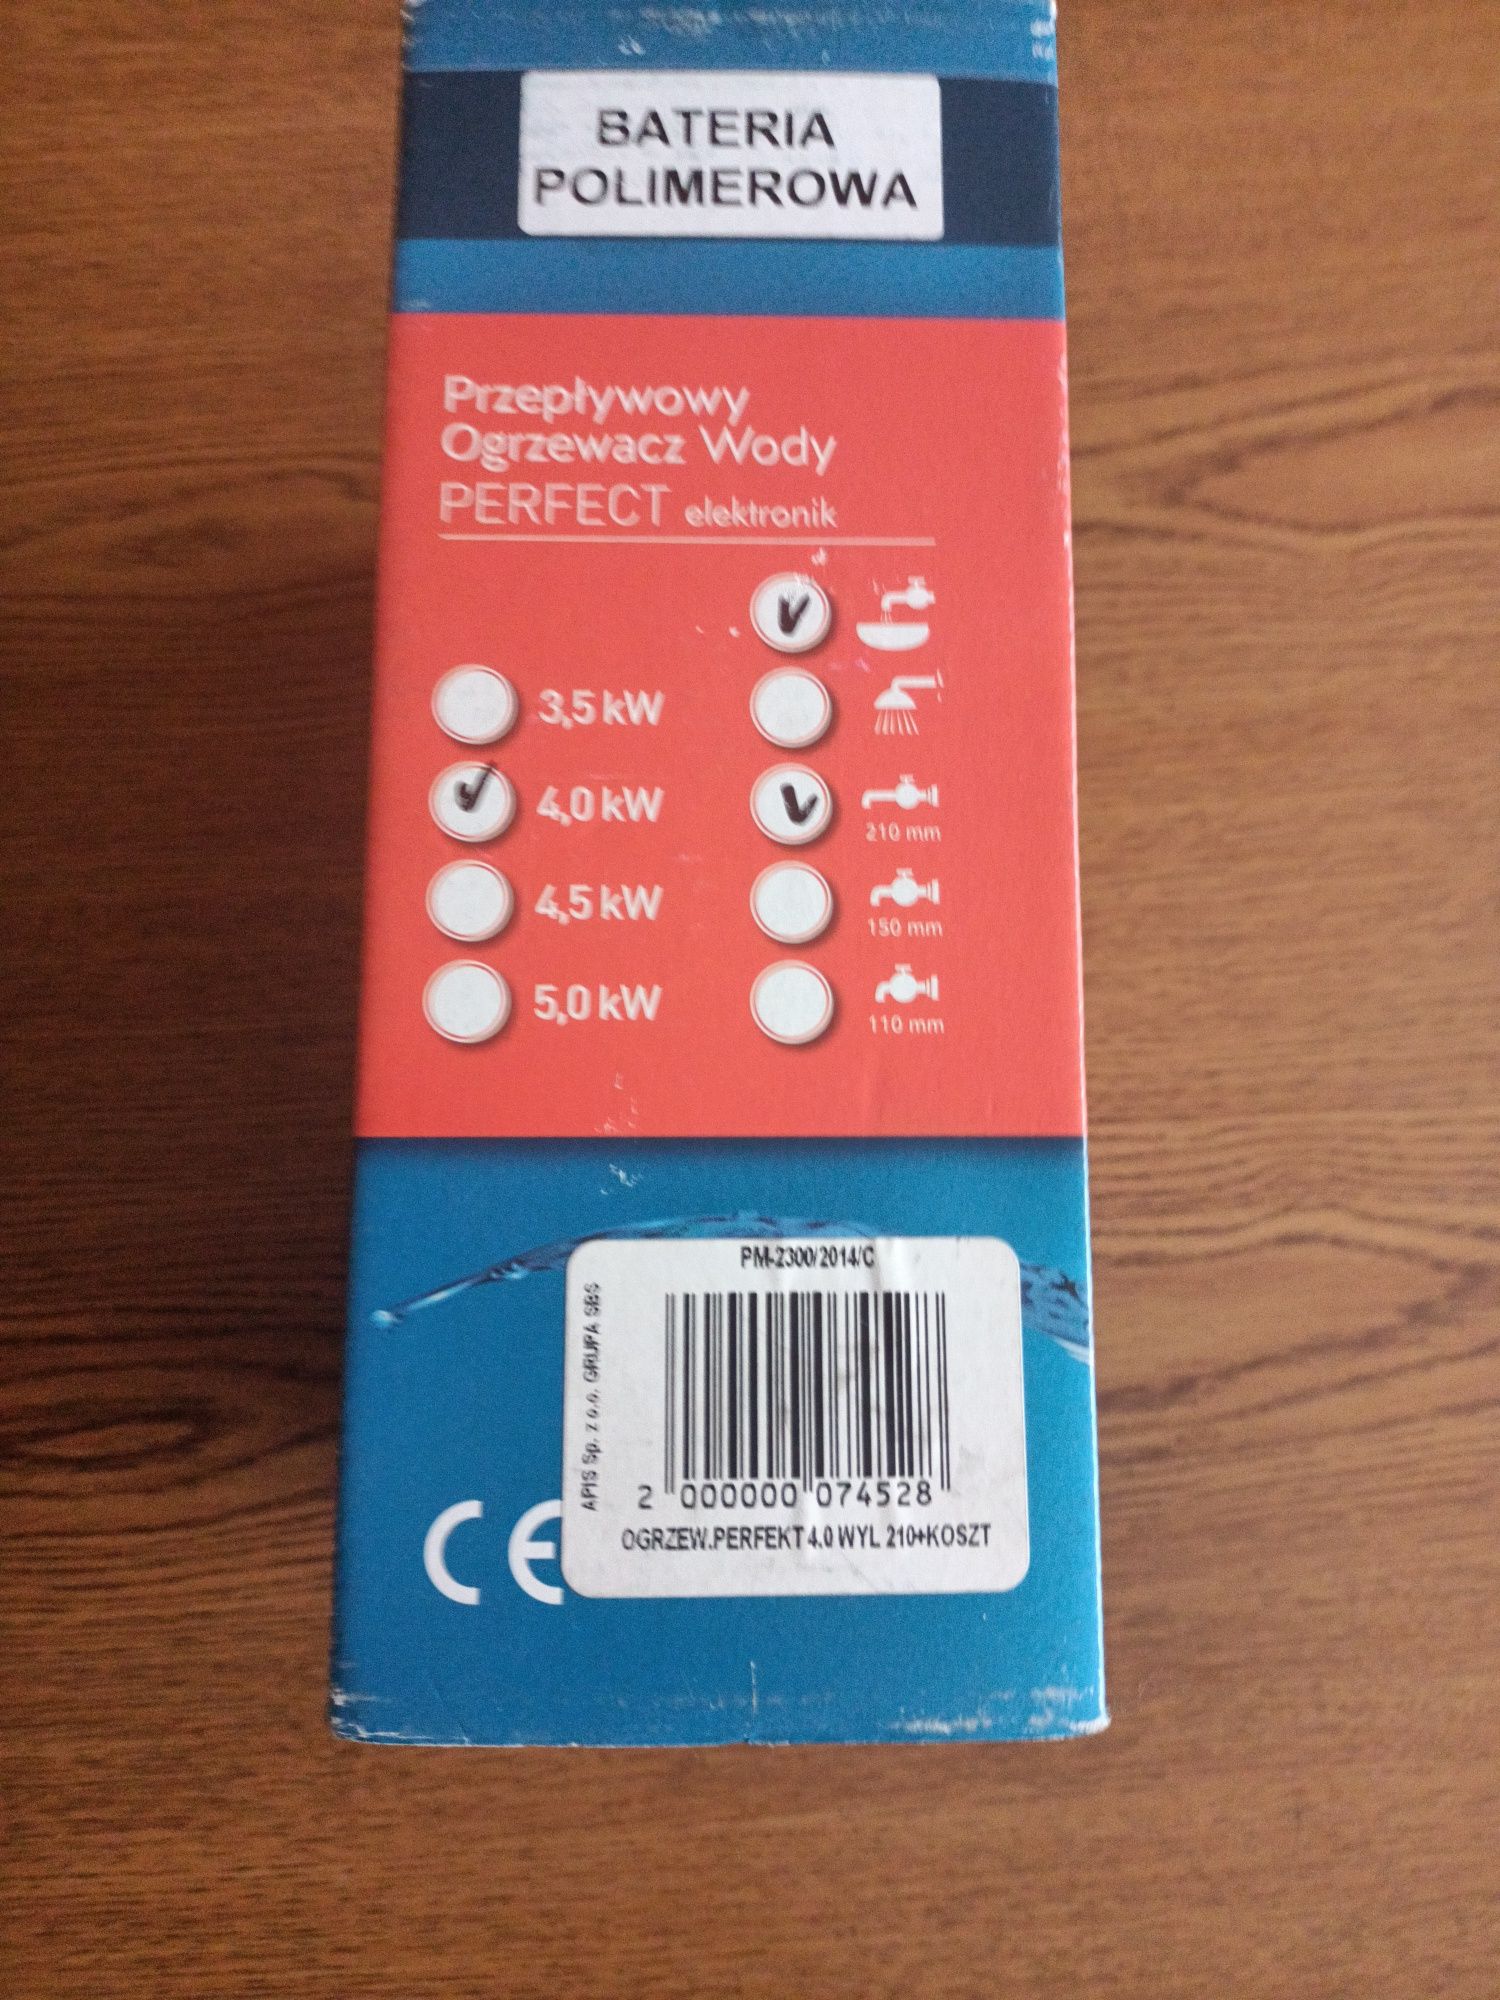 BATERIA
POLIMEROWA
Przepływowy
Ogrzewacz Wody
PERFECT elektronik
3,5 kW
4,0 kW
210 mm
4,5 kW
150 mm
5,0 kW
110 mm
PM-2300/2014/C
APIS Sp. z o.o. GRUPA SBS
2 000000 074528
OGRZEW.PERFEKT 4.0 WYL 210+KOSZT
CE